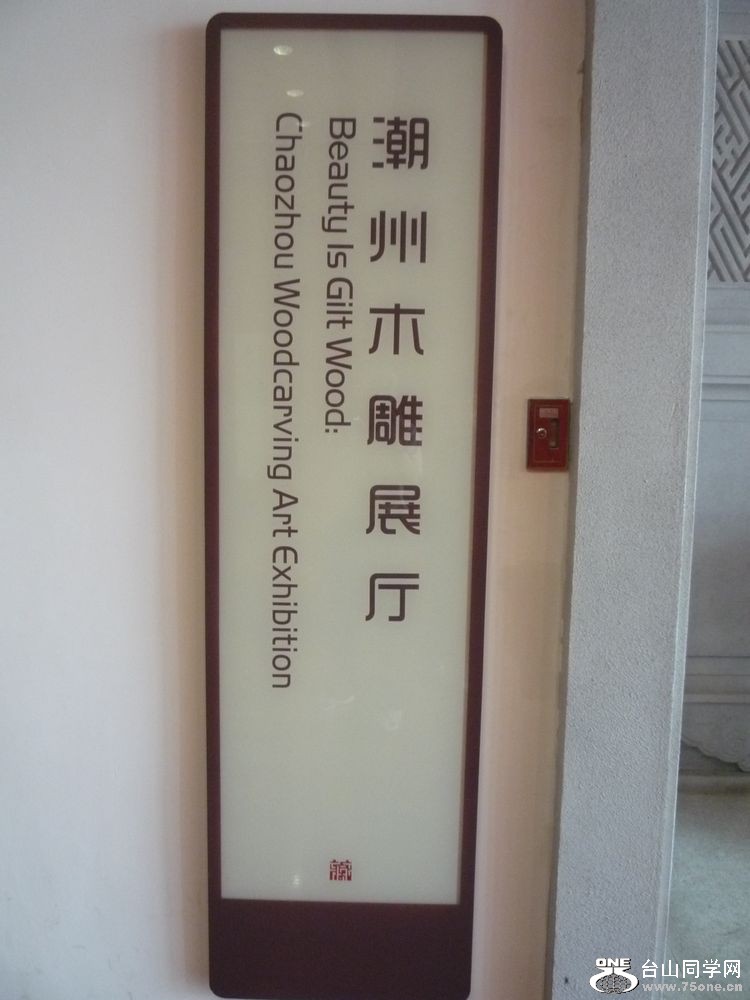 潮州木雕展厅
Beauty Is Gilt Wood:
Chaozhou Woodcarving Art Exhibition
ONE
台山同学网
www.75one.cn